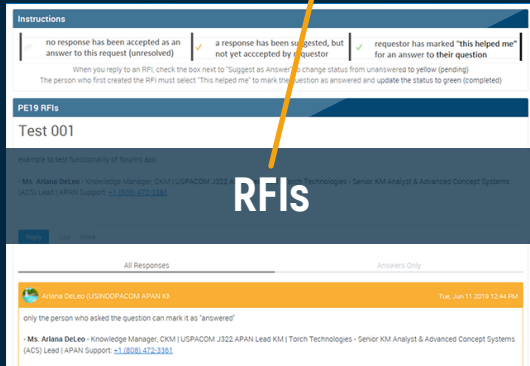 Instructions
no response has been accepted as an
answer to this request (unresolved)
a response has been suggested, but
not yet acccepted by requestor
requestor has marked "this helped me"
for an answer to their question
When you reply to an RFI; check the box next to "Suggest as Answer" to change status from unanswered to yellow (pending)
The person who first created the RFI must select "This helped me" to mark the question as answered and update the status to green (completed)
PE19 RFIs
Test 001
example to test functionality of forums app
- Ms. Ariana DeLeo - Knowledge Manager, CKM | USPACOM J322 Torch Technologies - Senior KM Analyst & Advanced Concept Systems
(ACS) Lead | APAN Support: +1 (808) 472-3361
RFIs
Reply Like More
All Responses Answers Only
Ariana DeLeo (USINDOPACOM APAN Tue, Jun 11 2019 12:44 PM
only the person who asked the question can mark it as "answered"
- Ms. Ariana DeLeo - Knowledge Manager, CKM | USPACOM J322 APAN Lead KM | Torch Technologies - Senior KM Analyst & Advanced Concept Systems
(ACS) Lead | APAN Support: +1 (808) 472-3361